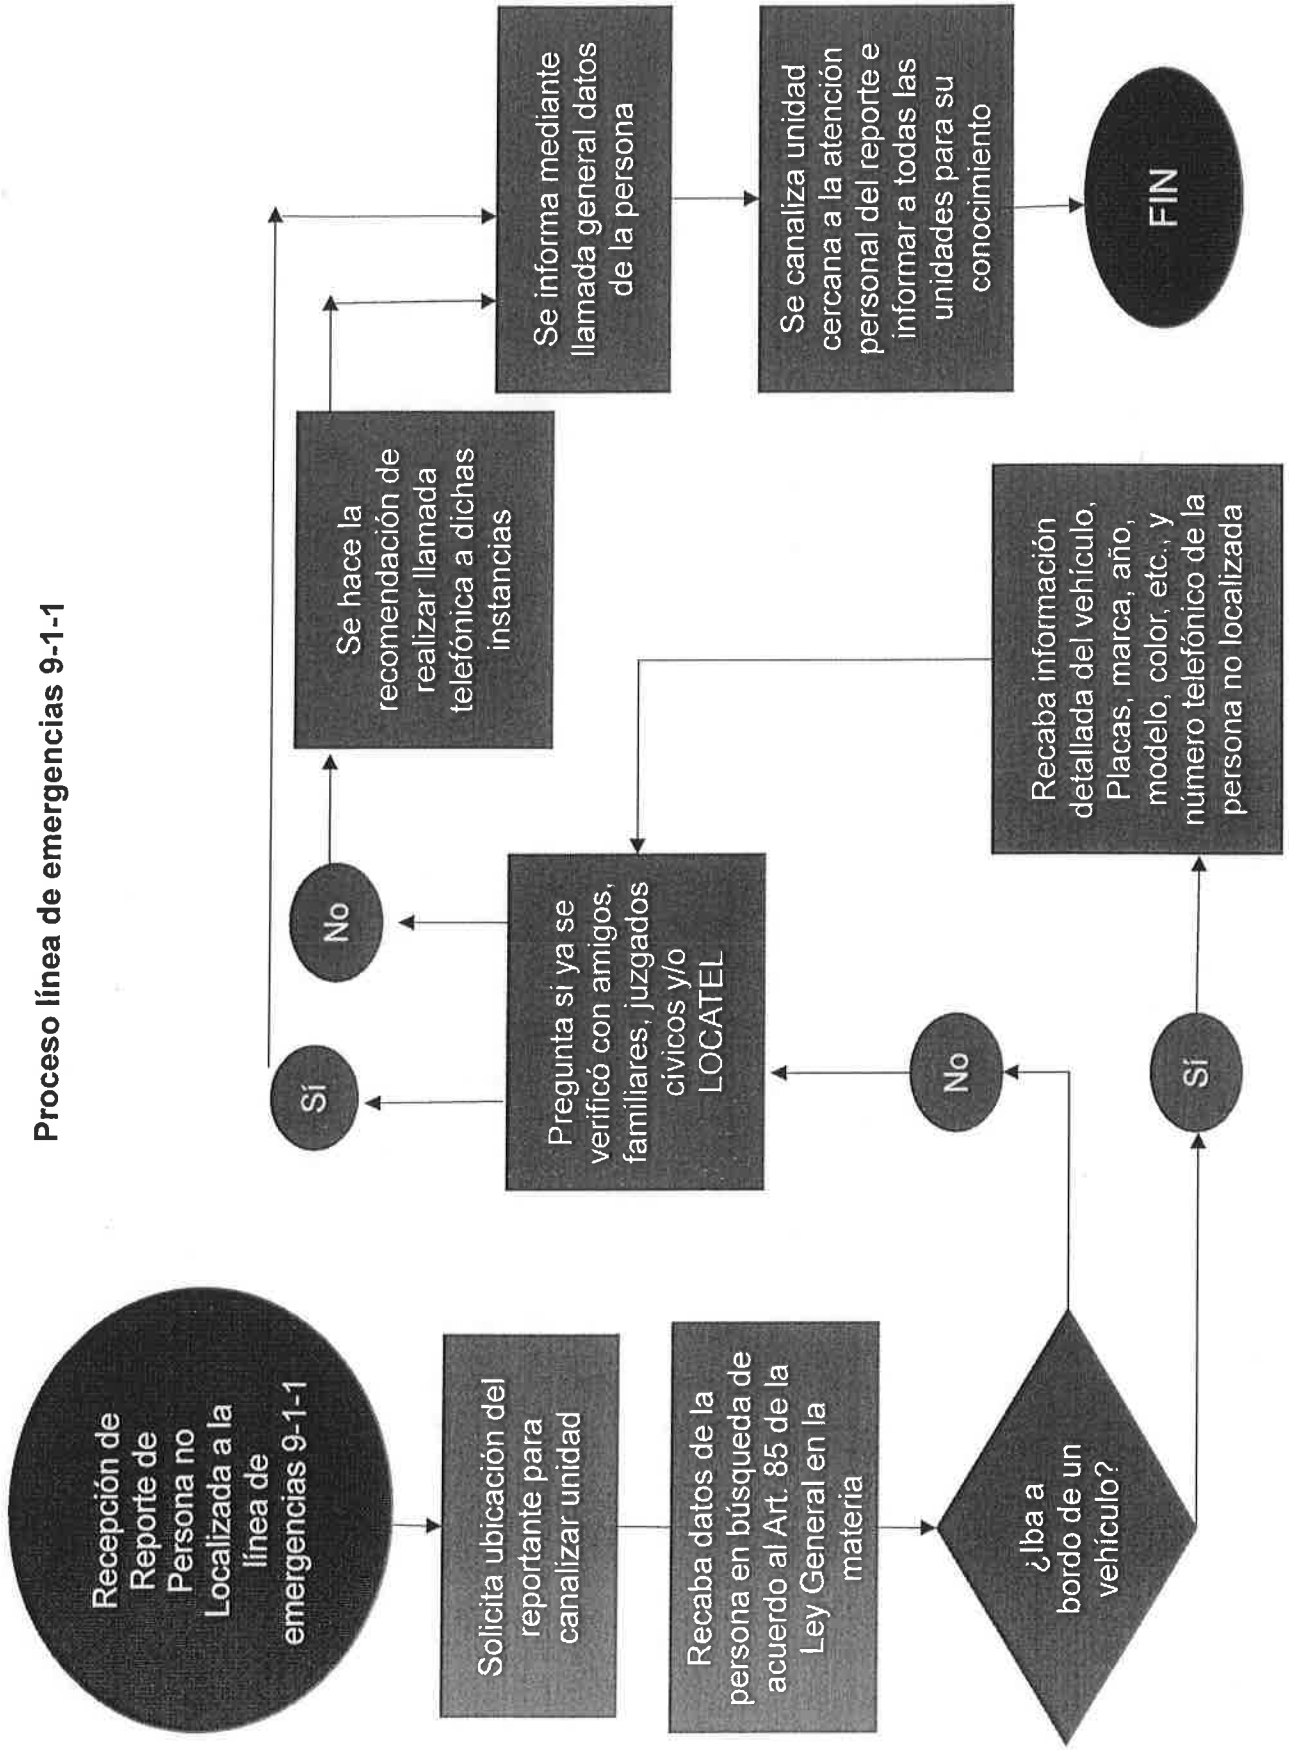 Proceso línea de emergencias 9-1-1
Recepción de
Reporte de
Persona no
Localizada a la
línea de
emergencias 9-1-1
Solicita ubicación del
reportante para
canalizar unidad
Recaba datos de la
persona en búsqueda de
acuerdo al Art. 85 de la
Ley General en la
materia
¿Iba a
bordo de un
vehículo?
No
Sí
Recaba información
detallada del vehículo,
Placas, marca, año,
modelo, color, etc., y
número telefónico de la
persona no localizada
Pregunta si ya se
verificó con amigos,
familiares, juzgados
cívicos y/o
LOCATEL
Sí
No
Se hace la
recomendación de
realizar llamada
telefónica a dichas
instancias
Se informa mediante
llamada general datos
de la persona
Se canaliza unidad
cercana a la atención
personal del reporte e
informar a todas las
unidades para su
conocimiento
FIN